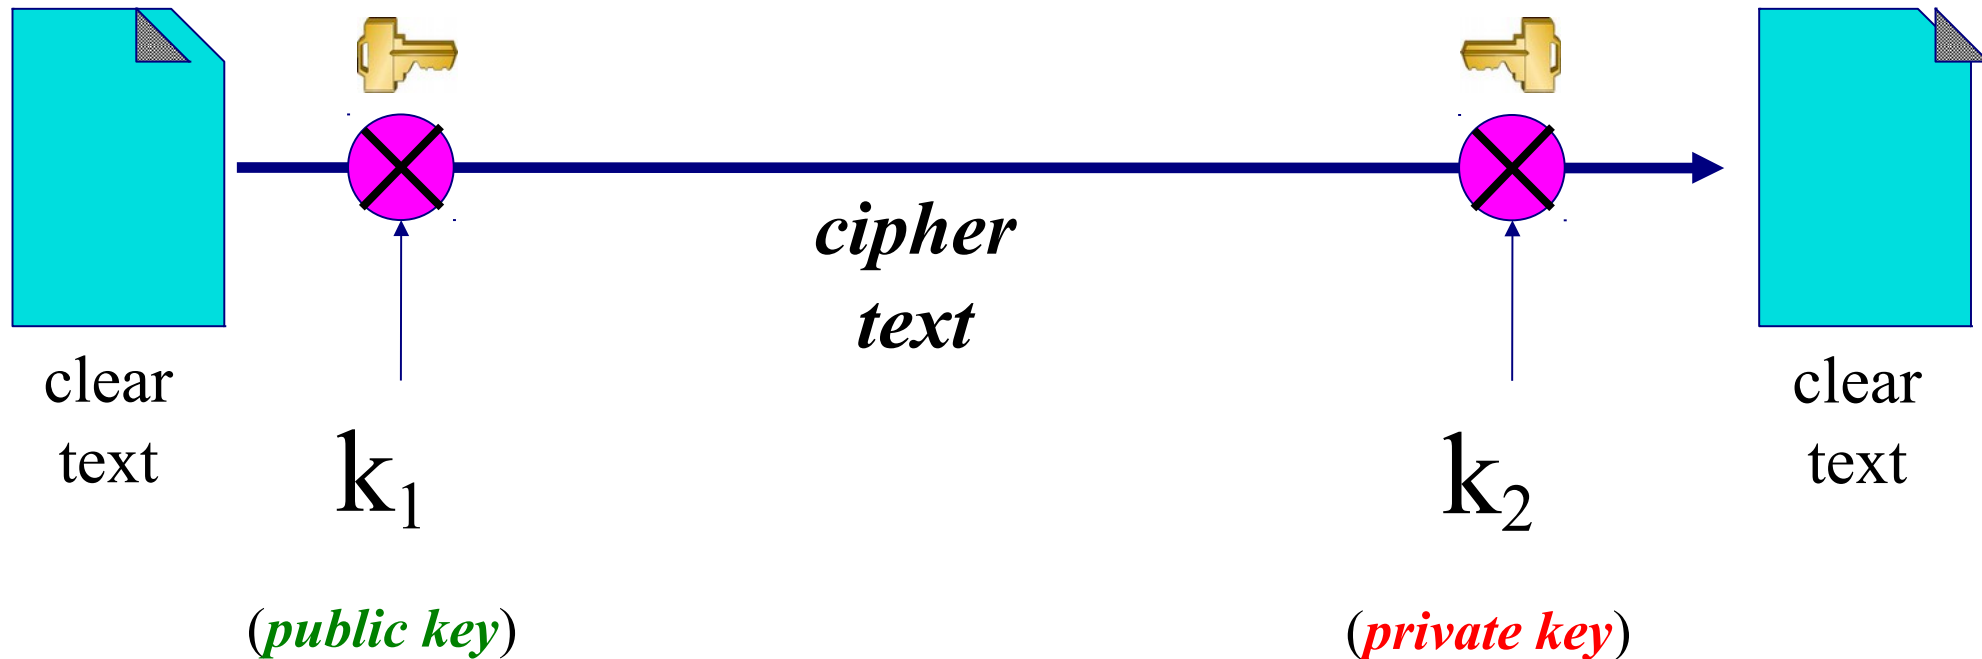 cipher
text
clear
text
k₁
k₂
clear
text
(public key)
(private key)